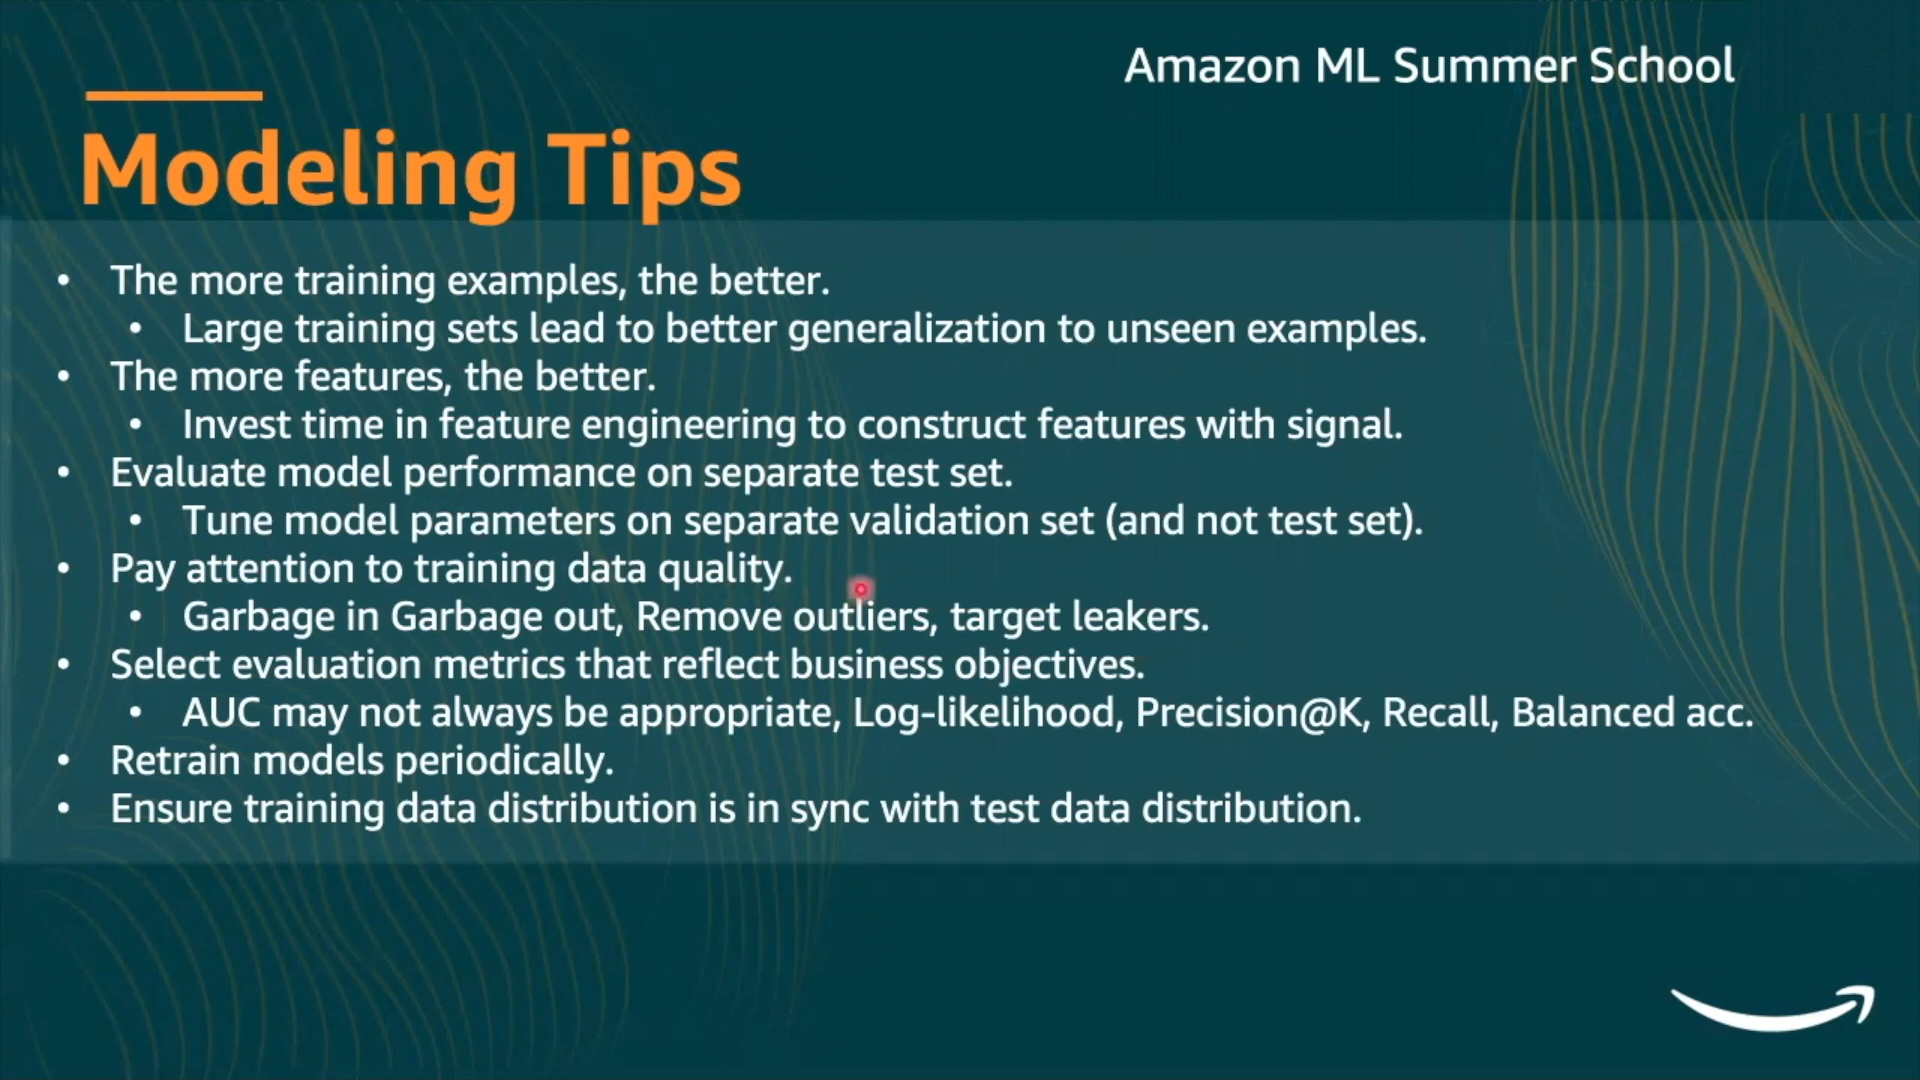 Amazon ML Summer School
Modeling Tips
• The more training examples, the better.
• Large training sets lead to better generalization to unseen examples.
• The more features, the better.
• Invest time in feature engineering to construct features with signal.
• Evaluate model performance on separate test set.
• Tune model parameters on separate validation set (and not test set).
• Pay attention to training data quality.
• Garbage in Garbage out, Remove outliers, target leakers.
• Select evaluation metrics that reflect business objectives.
• AUC may not always be appropriate, Log-likelihood, Precision@K, Recall, Balanced acc.
• Retrain models periodically.
• Ensure training data distribution is in sync with test data distribution.